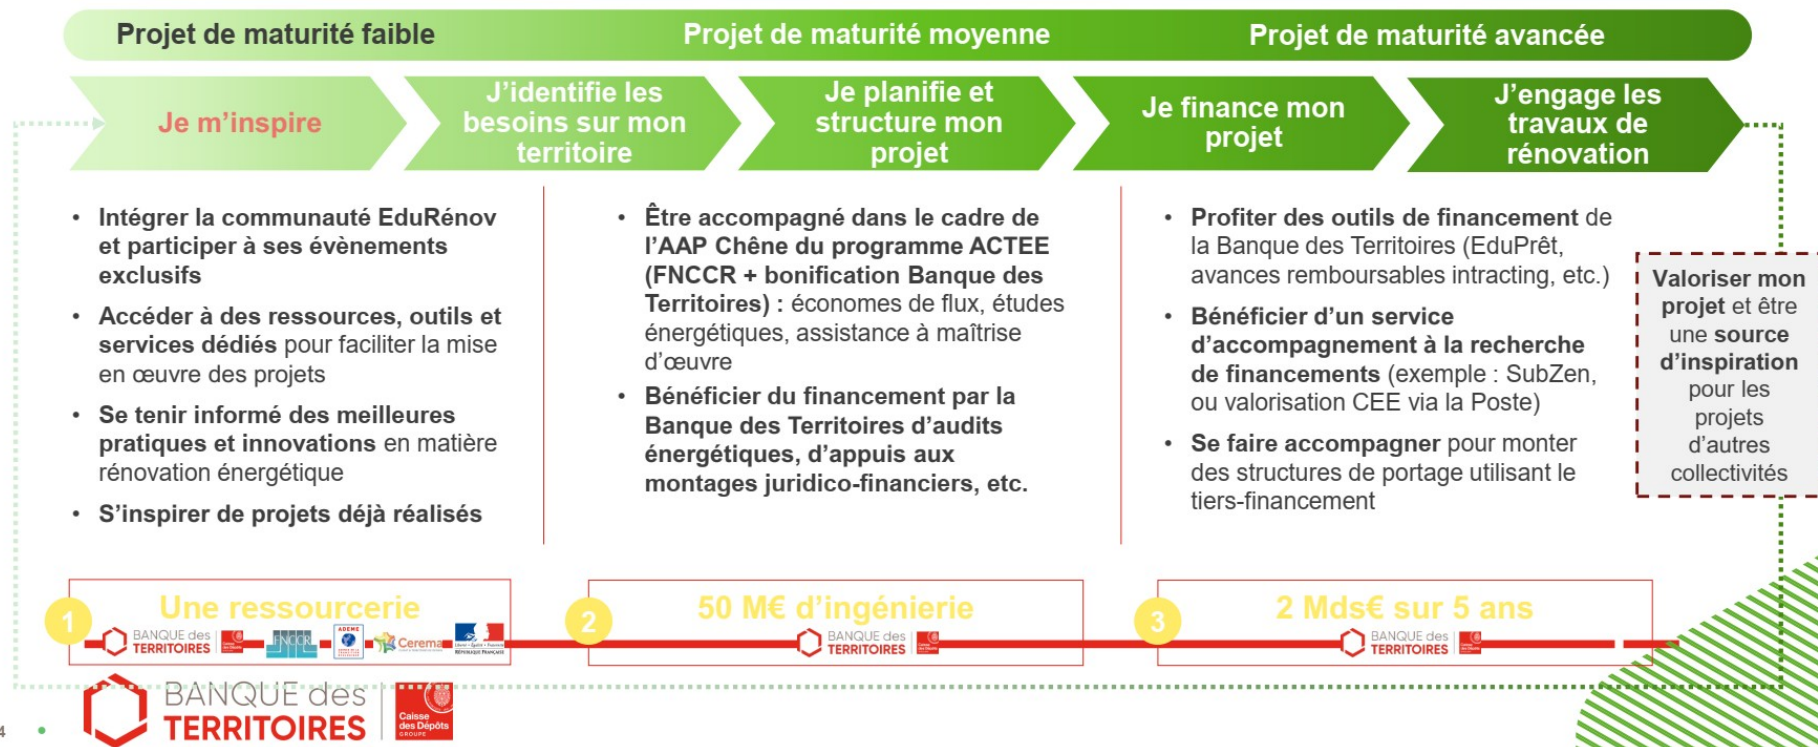 Projet de maturité faible
Projet de maturité moyenne
Projet de maturité avancée
Je m'inspire
J'identifie les
besoins sur mon
territoire
Je planifie et
structure mon
projet
Je finance mon
projet
J'engage les
travaux de
rénovation
• Intégrer la communauté EduRénov
et participer à ses évènements
exclusifs
• Accéder à des ressources, outils et
services dédiés pour faciliter la mise
en œuvre des projets
• Se tenir informé des meilleures
pratiques et innovations en matière
rénovation énergétique
• S'inspirer de projets déjà réalisés
• Être accompagné dans le cadre de
l'AAP Chêne du programme ACTEE
(FNCCR + bonification Banque des
Territoires) : économes de flux, études
énergétiques, assistance à maîtrise
d'œuvre
• Bénéficier du financement par la
Banque des Territoires d'audits
énergétiques, d'appuis aux
montages juridico-financiers, etc.
• Profiter des outils de financement de
la Banque des Territoires (EduPrêt,
avances remboursables intracting, etc.)
• Bénéficier d'un service
d'accompagnement à la recherche
de financements (exemple : SubZen,
ou valorisation CEE via la Poste)
• Se faire accompagner pour monter
des structures de portage utilisant le
tiers-financement
Valoriser mon
projet et être
une source
d'inspiration
pour les
projets
d'autres
collectivités
1
Une ressourcerie
BANQUE des
TERRITOIRES
FNCCR
ADEME
Cerema
RÉPUBLIQUE FRANÇAISE
2
50 M€ d'ingénierie
BANQUE des
TERRITOIRES
3
2 Mds€ sur 5 ans
BANQUE des
TERRITOIRES
BANQUE des
TERRITOIRES
Caisse
des Dépôts
GROUPE
4